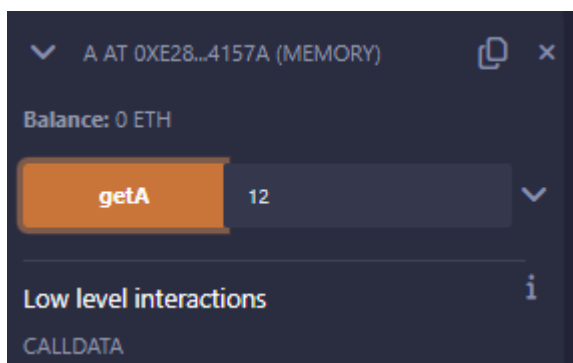 A AT 0XE28...4157A (MEMORY)
Balance: 0 ETH
getA 12
Low level interactions
CALLDATA